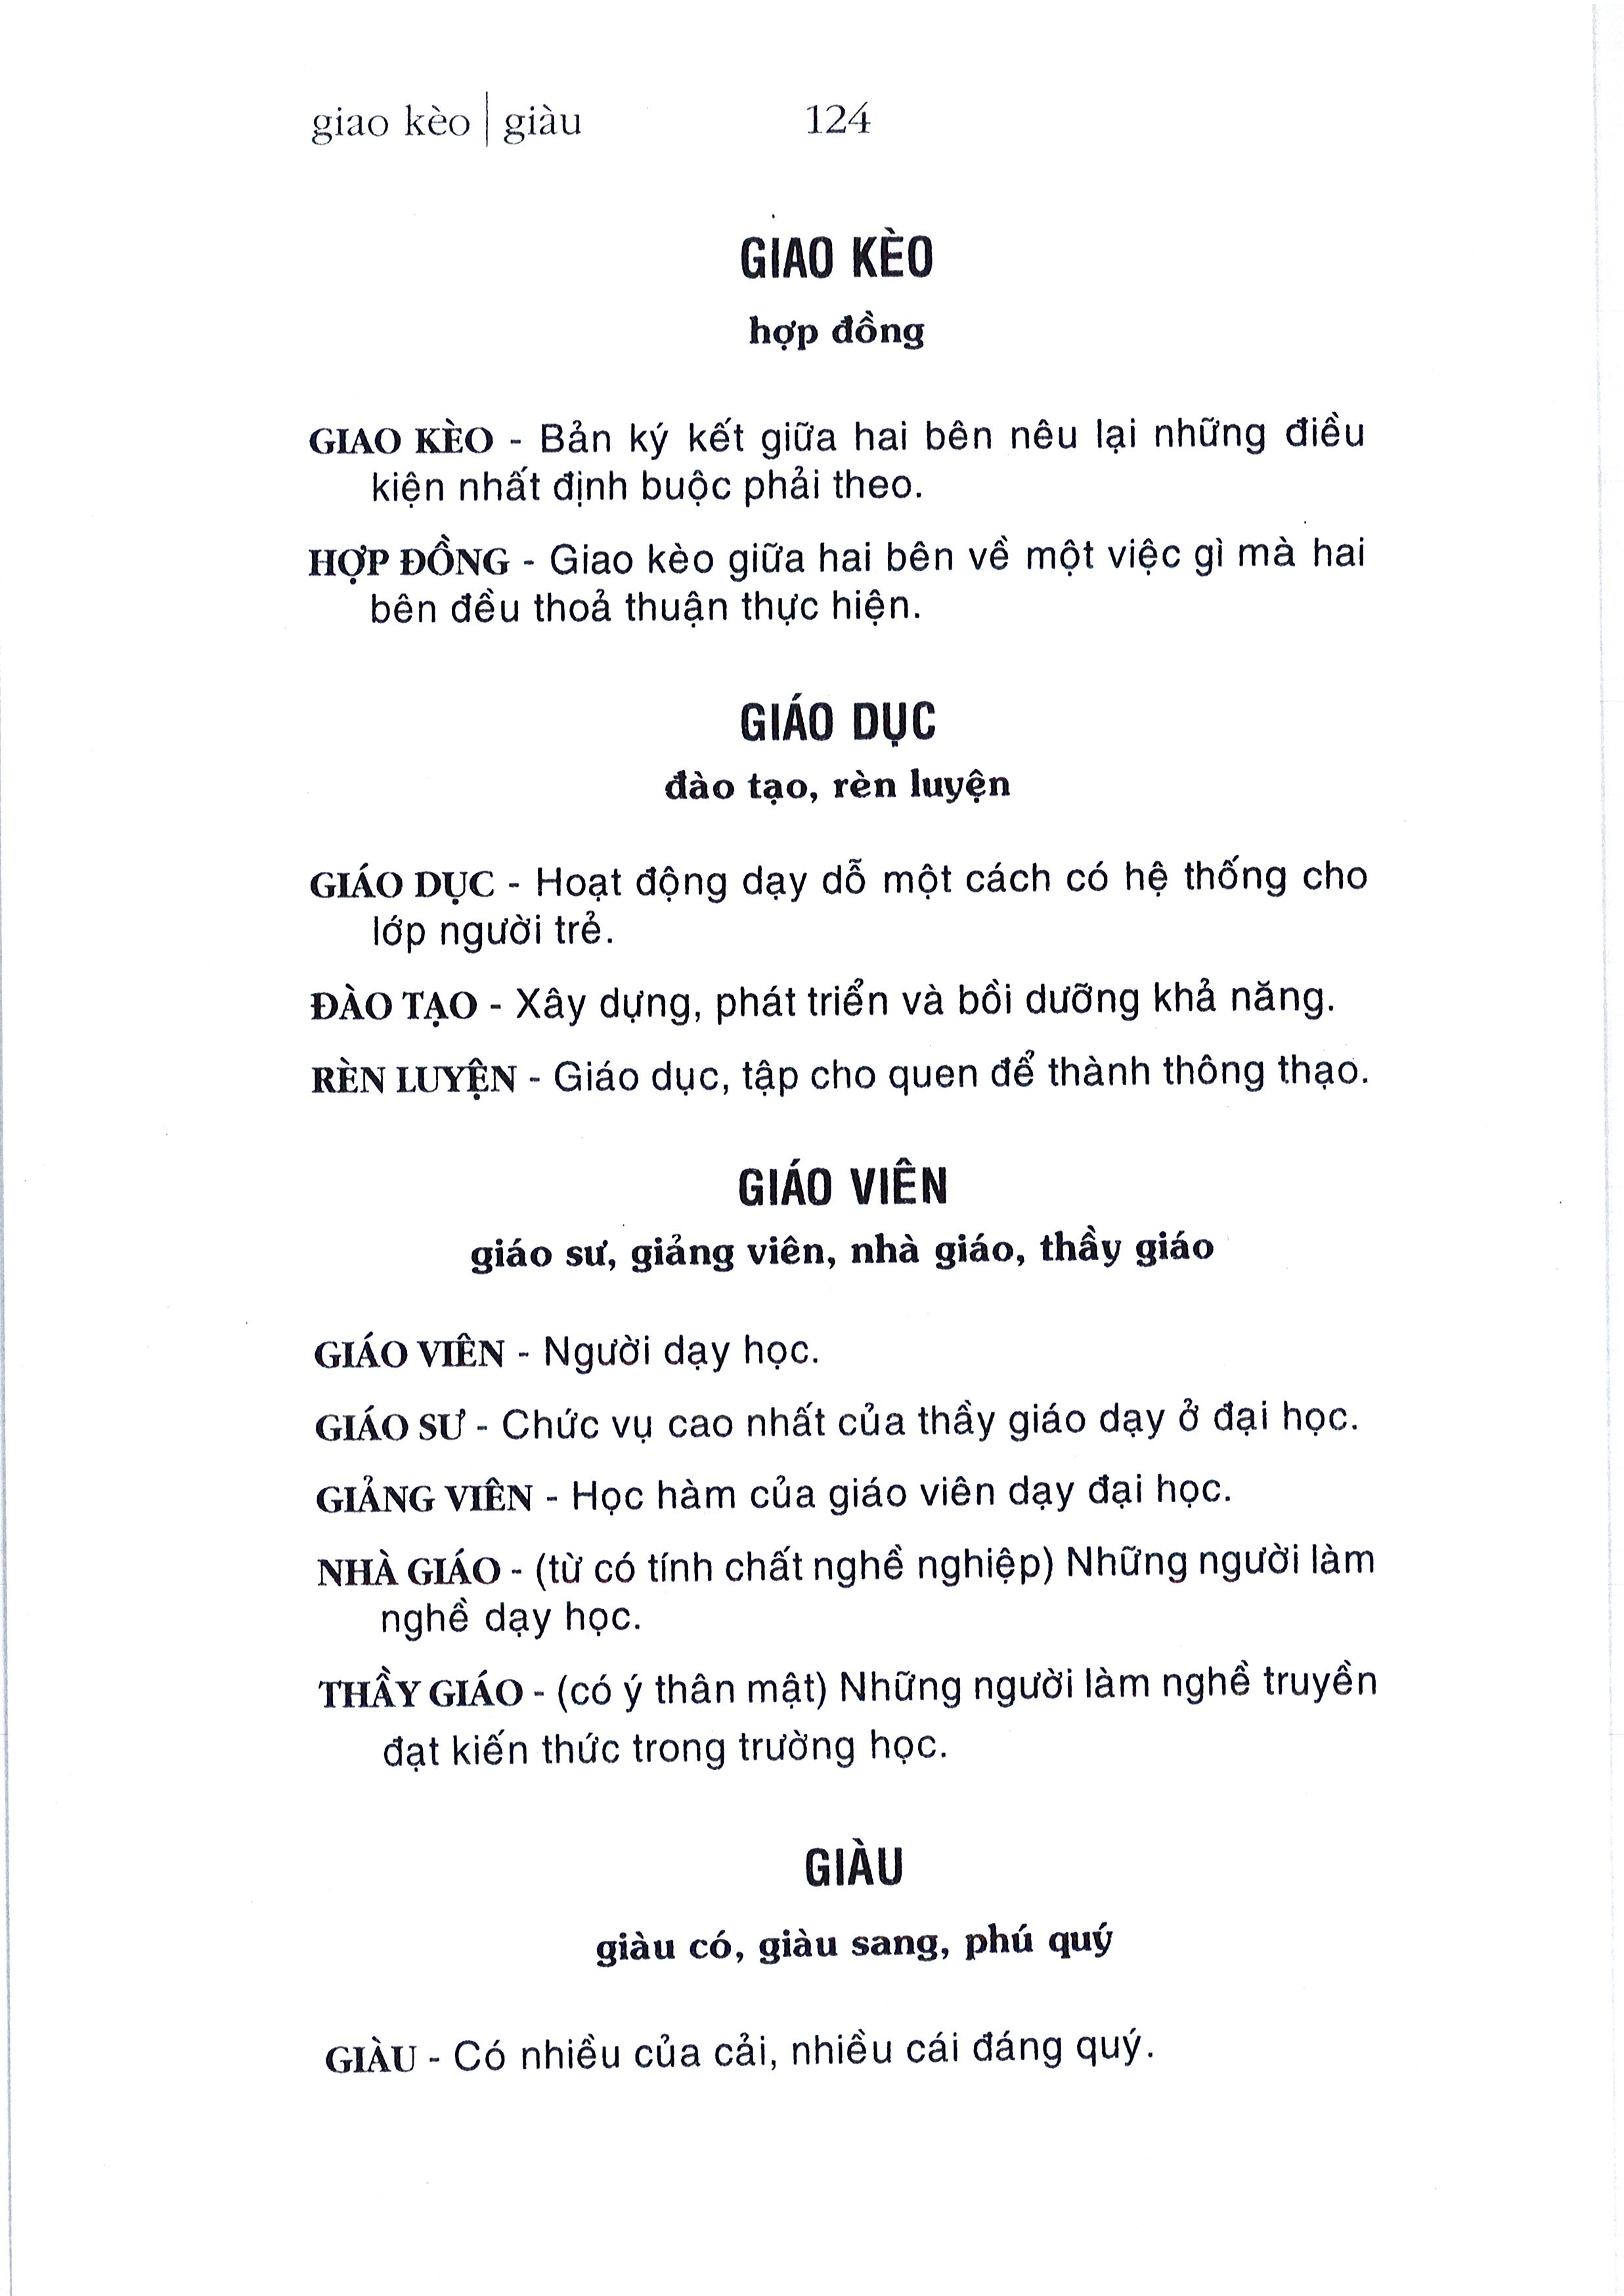 giao kèo | giàu 124
GIAO KÈO
hợp đồng
GIAO KÈO - Bản ký kết giữa hai bên nêu lại những điều
kiện nhất định buộc phải theo.
HỢP ĐỒNG - Giao kèo giữa hai bên về một việc gì mà hai
bên đều thoả thuận thực hiện.
GIÁO DỤC
đào tạo, rèn luyện
GIÁO DỤC - Hoạt động dạy dỗ một cách có hệ thống cho
lớp người trẻ.
ĐÀO TẠO - Xây dựng, phát triển và bồi dưỡng khả năng.
RÈN LUYỆN - Giáo dục, tập cho quen để thành thông thạo.
GIÁO VIÊN
giáo sư, giảng viên, nhà giáo, thầy giáo
GIÁO VIÊN - Người dạy học.
GIÁO SƯ - Chức vụ cao nhất của thầy giáo dạy ở đại học.
GIẢNG VIÊN - Học hàm của giáo viên dạy đại học.
NHÀ GIÁO - (từ có tính chất nghề nghiệp) Những người làm
nghề dạy học.
THẦY GIÁO - (có ý thân mật) Những người làm nghề truyền
đạt kiến thức trong trường học.
GIÀU
giàu có, giàu sang, phú quý
GIÀU - Có nhiều của cải, nhiều cái đáng quý.